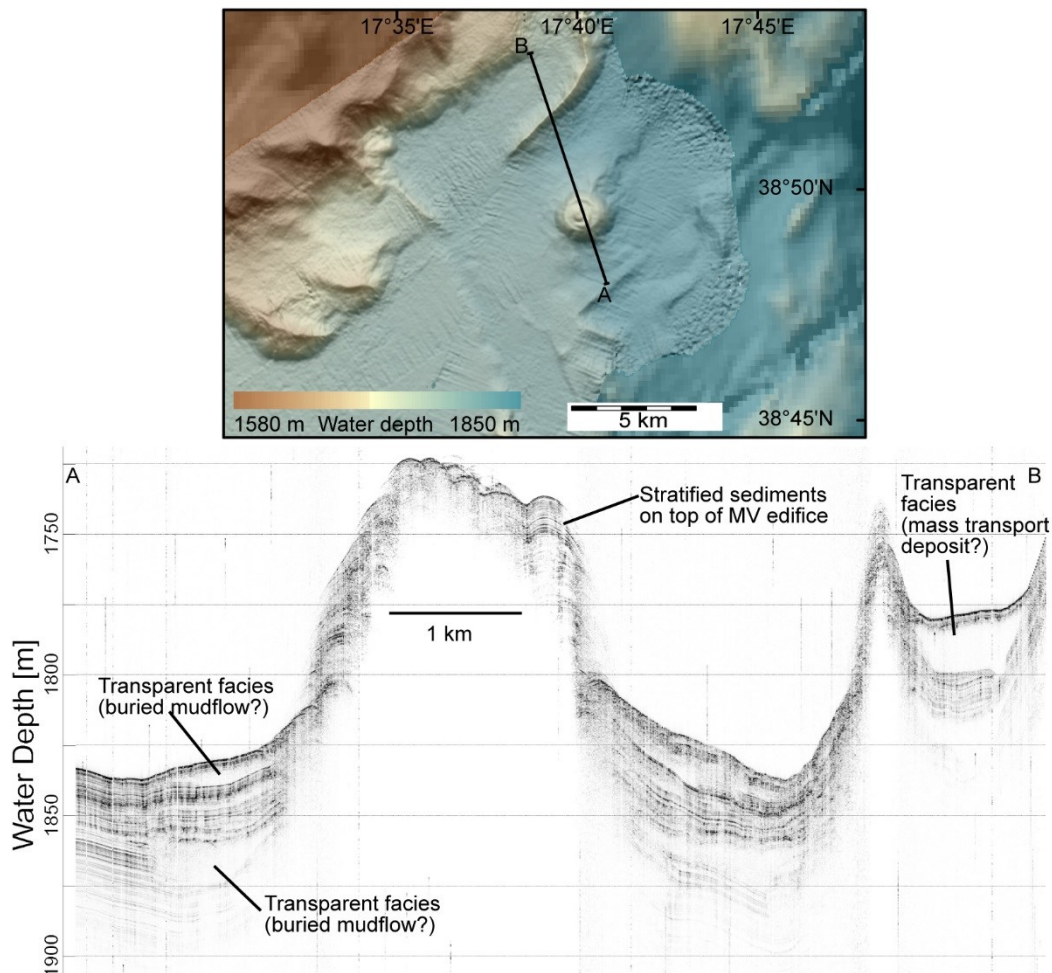 17°35'E 17°40'E 17°45'E
B
38°50'N
A
1580 m Water depth 1850 m
5 km
38°45'N
A
B
Stratified sediments
on top of MV edifice
Transparent
facies
(mass transport
deposit?)
1750
1 km
Water Depth [m]
1800
Transparent facies
(buried mudflow?)
1850
Transparent facies
(buried mudflow?)
1900